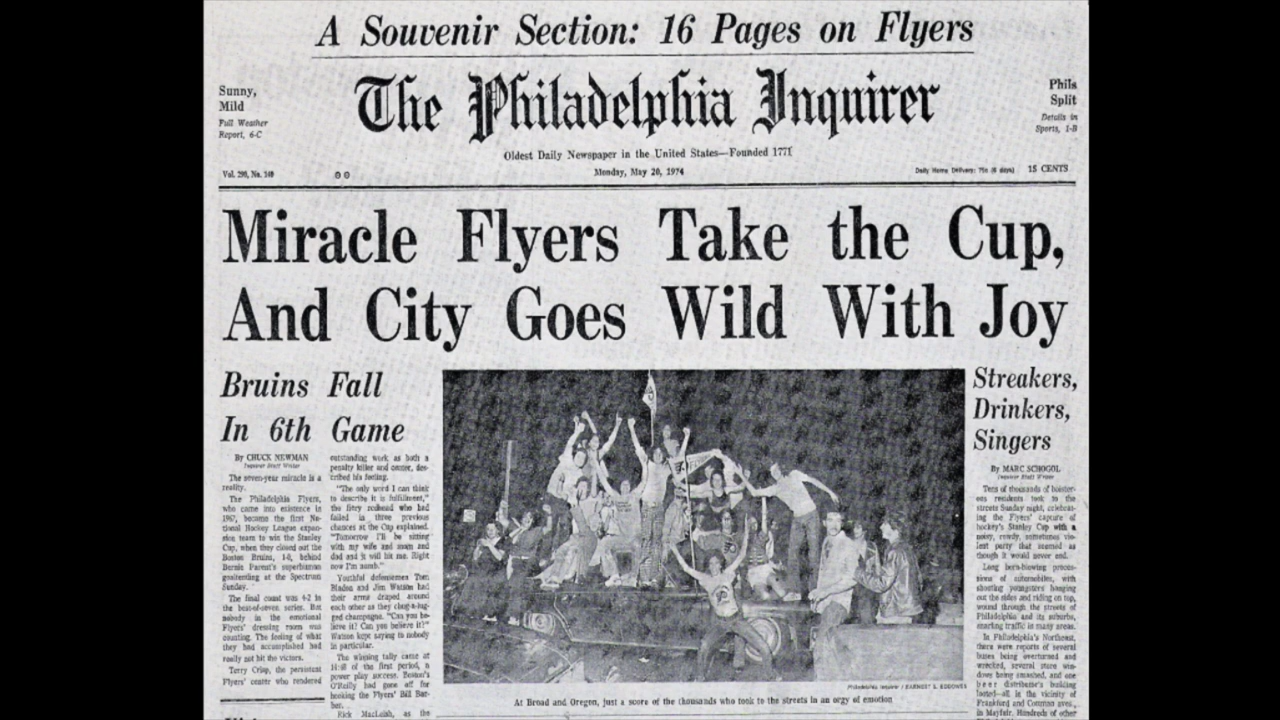 A Souvenir Section: 16 Pages on Flyers
Sunny,
Mild
Full Weather
Report, 6-C
The Philadelphia Inquirer
Phils
Split
Details in
Sports, 1-B
Oldest Daily Newspaper in the United States—Founded 1771
Vol. 290, No. 140
Monday, May 20, 1974
Daily Home Delivery: 75c (6 days)
15 CENTS
Miracle Flyers Take the Cup,
And City Goes Wild With Joy
Bruins Fall
In 6th Game
By CHUCK NEWMAN
Inquirer Staff Writer
The seven-year miracle is a
reality.
The Philadelphia Flyers,
who came into existence in
1967, became the first Na-
tional Hockey League expan-
sion team to win the Stanley
Cup, when they closed out the
Boston Bruins, 1-0, behind
Bernie Parent's superhuman
goaltending at the Spectrum
Sunday.
The final count was 4-2 in
the best-of-seven series. But
nobody in the emotional
Flyers' dressing room was
counting. The feeling of what
they had accomplished had
really not hit the victors.
Terry Crisp, the persistent
Flyers' center who rendered
outstanding work as both a
penalty killer and center, des-
cribed his feeling.
"The only word I can think
to describe it is fulfillment,"
the fiery redhead who had
failed in three previous
chances at the Cup explained.
"Tomorrow I'll be sitting
with my wife and mom and
dad and it will hit me. Right
now I'm numb."
Youthful defensemen Tom
Bladon and Jim Watson had
their arms draped around
each other as they chug-a-lug-
ged champagne. "Can you be-
lieve it? Can you believe it?"
Watson kept saying to nobody
in particular.
The winning tally came at
of the first period, a
power play success. Boston's
O'Reilly had gone off for
hooking the Flyers' Bill Bar-
ber.
Rick MacLeish, as the
Philadelphia Inquirer /
At Broad and Oregon, just a score of the thousands who took to the streets in an orgy of emotion
Streakers,
Drinkers,
Singers
By MARC SCHOGOL
Inquirer Staff Writer
Tens of thousands of boister-
ous residents took to the
streets Sunday night, celebrat-
ing the Flyers' capture of
hockey's Stanley Cup with a
noisy, rowdy, sometimes vio-
lent party that seemed as
though it would never end.
Long horn-blowing proces-
sions of automobiles, with
shouting youngsters hanging
out the sides and riding on top,
wound through the streets of
Philadelphia and its suburbs,
snarling traffic in many areas.
In Philadelphia's Northeast,
there were reports of several
buses being overturned and
wrecked, several store win-
dows being smashed, and one
beer distributor's building
looted—all in the vicinity of
Frankford and Cottman aves.,
in Mayfair. Hundreds of other